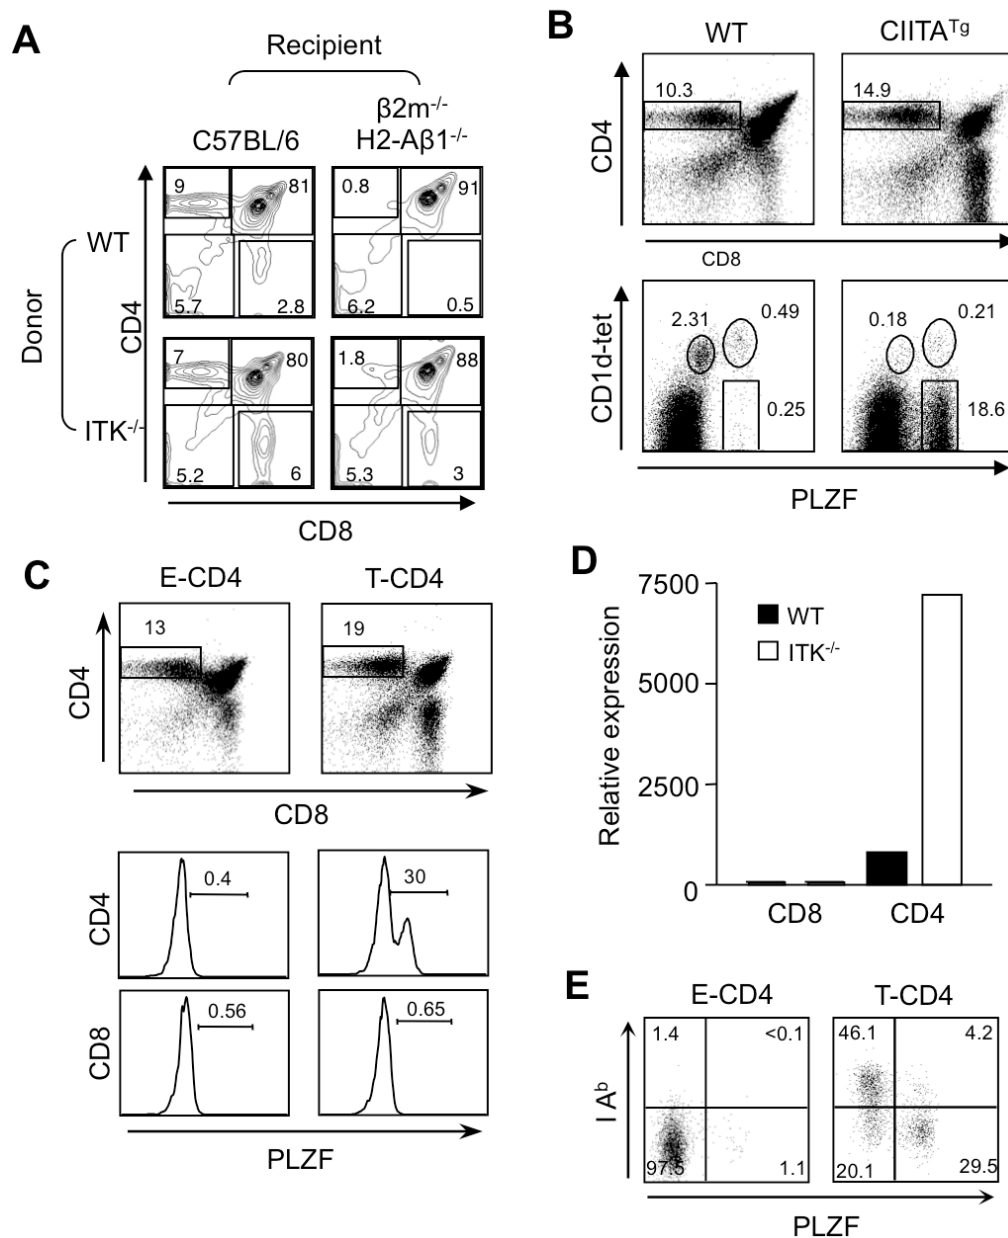 A
Recipient
C57BL/6
β2m-/-
H2-Aβ1-/-
Donor
WT
ITK-/-
CD4
9
81
5.7
2.8
0.8
91
6.2
0.5
7
80
5.2
6
1.8
88
5.3
3
CD8
B
WT
CIITATg
CD4
10.3
14.9
CD8
CD1d-tet
2.31
0.49
0.25
0.18
0.21
18.6
PLZF
C
E-CD4
T-CD4
CD4
13
19
CD8
CD4
0.4
30
CD8
0.56
0.65
PLZF
D
Relative expression
7500
5000
2500
0
WT
ITK-/-
CD8
CD4
E
E-CD4
T-CD4
I Ab
1.4
<0.1
97.5
1.1
46.1
4.2
20.1
29.5
PLZF